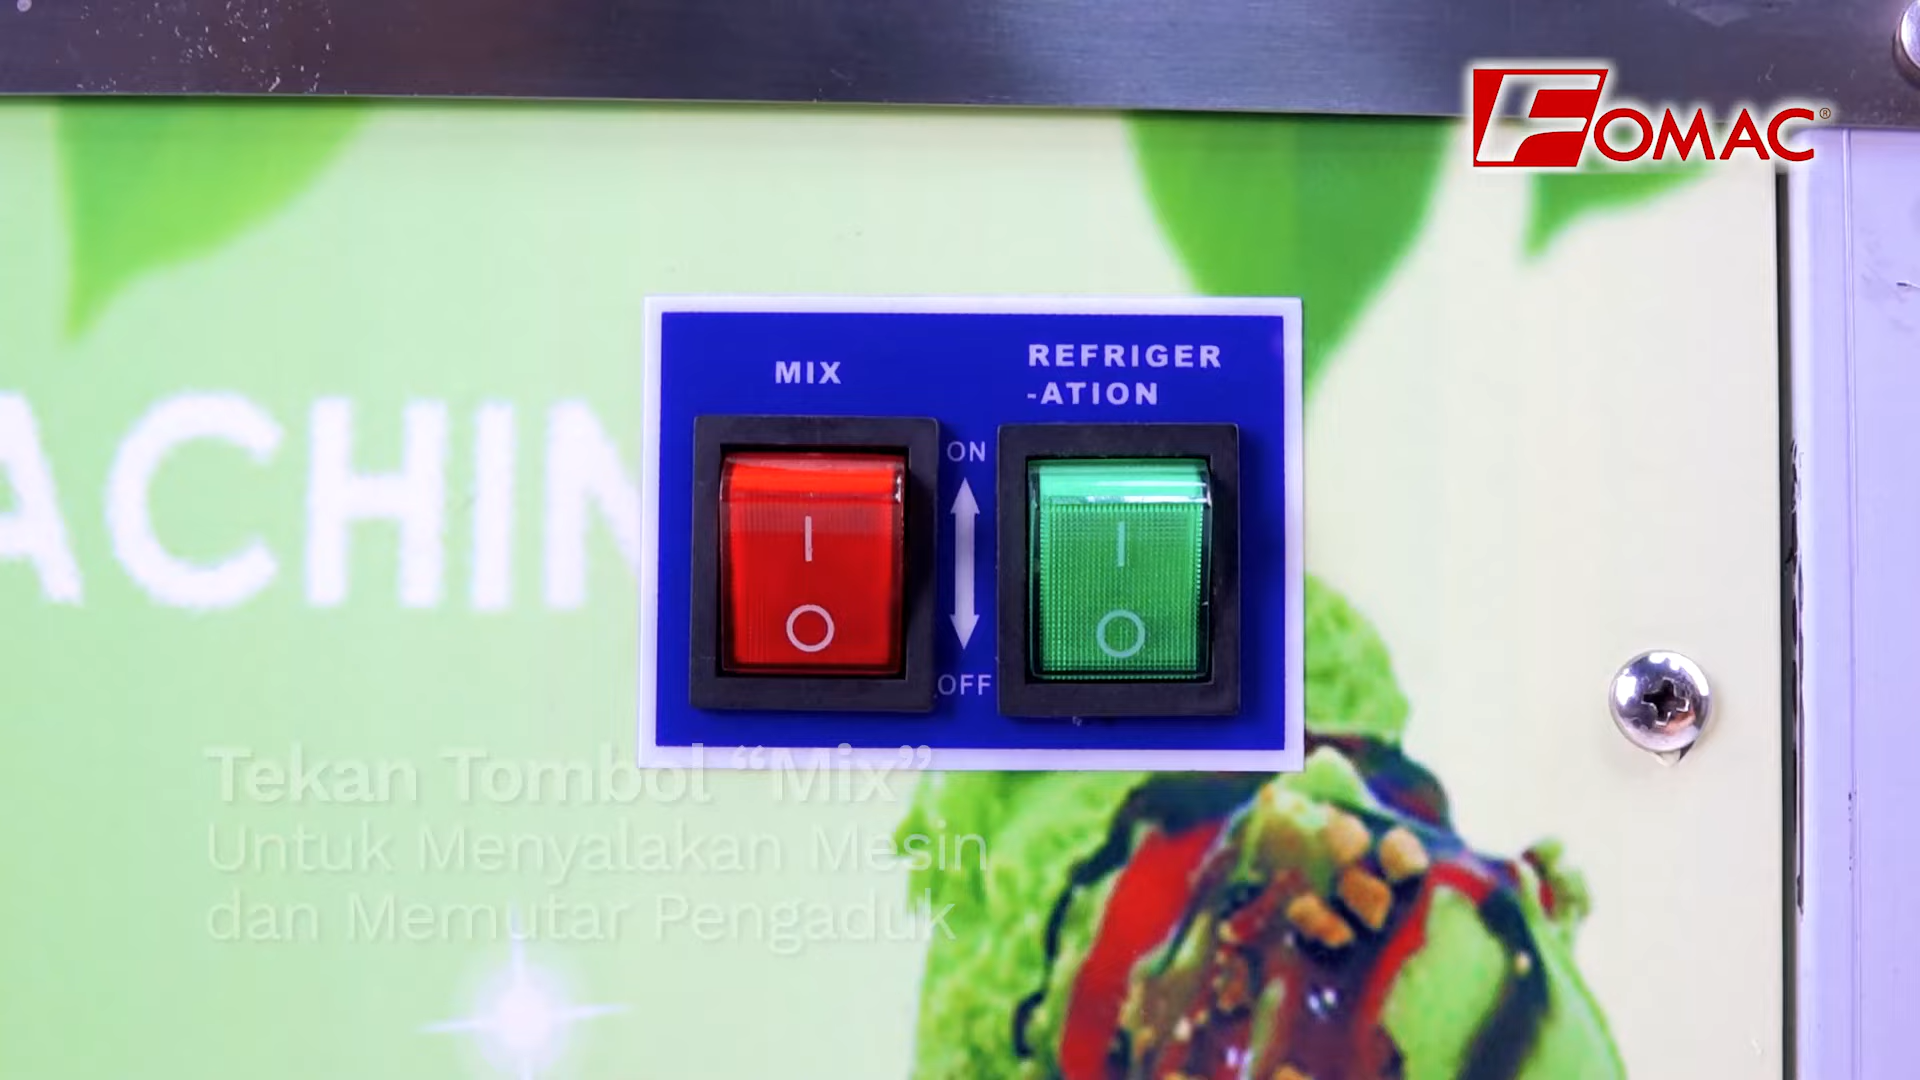 FOMAC®
ACHIN
MIX
REFRIGER
-ATION
ON
OFF
Tekan Tombol “Mix”
Untuk Menyalakan Mesin
dan Memutar Pengaduk